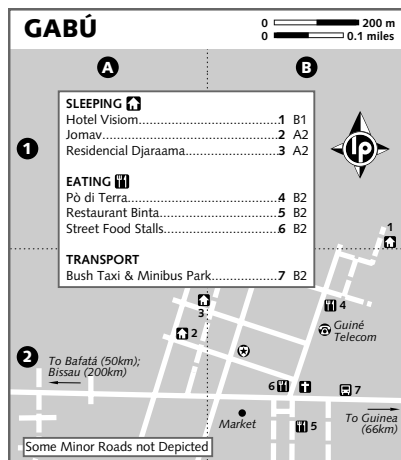 GABÚ
0 200 m
0 0.1 miles
A B
SLEEPING
Hotel Visiom 1 B1
Jomav 2 A2
Residencial Djaraama 3 A2
EATING
Pò di Terra 4 B2
Restaurant Binta 5 B2
Street Food Stalls 6 B2
TRANSPORT
Bush Taxi & Minibus Park 7 B2
1
lp
1
4
3
Guiné
Telecom
2
2
To Bafatá (50km);
Bissau (200km)
6
7
Market
To Guinea
(66km)
5
Some Minor Roads not Depicted